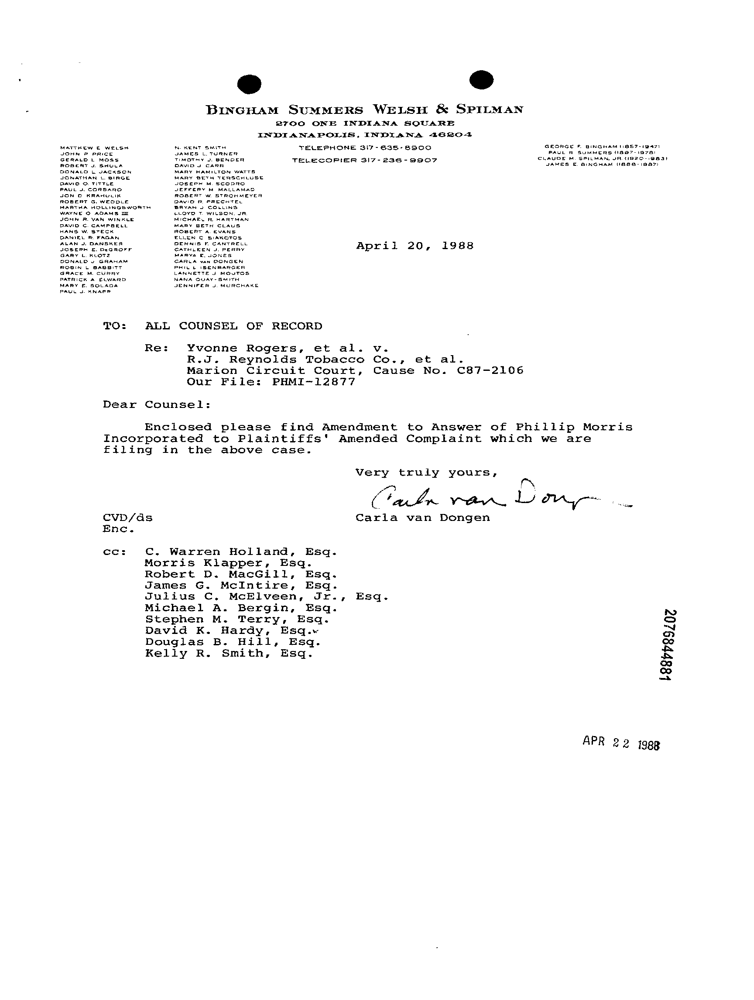 BINGHAM SUMMERS WELSH & SPILMAN
2700 ONE INDIANA SQUARE
INDIANAPOLIS, INDIANA 46204
TELEPHONE 317-635-8900
TELECOPIER 317-236-9907
MATTHEW E. WELSH
JOHN P. PRICE
GERALD L. MOSS
ROBERT J. SHULA
DONALD L. JACKSON
JONATHAN L. BIRGE
DAVID O. TITTLE
PAUL J. CORSARO
JON D. KRAHULIK
ROBERT G. WEDDLE
MARTHA HOLLINGSWORTH
WAYNE O. ADAMS III
JOHN R. VAN WINKLE
DAVID C. CAMPBELL
HANS W. STECK
DANIEL R. FAGAN
ALAN J. DANSKER
JOSEPH E. DeGROFF
GARY L. KLOTZ
DONALD J. GRAHAM
ROBIN L. BABBITT
GRACE M. CURRY
PATRICK A. ELWARD
MARY E. SOLADA
PAUL J. KNAPP
N. KENT SMITH
JAMES L. TURNER
TIMOTHY J. BENDER
DAVID J. CARR
MARY HAMILTON WATTS
MARY BETH
JOSEPH M. SCODRO
JEFFERY M. MALLAMAD
ROBERT W. STROHMEYER
DAVID R. PRECHTEL
BRYAN J. COLLINS
LLOYD T. WILSON, JR.
MICHAEL R. HARTMAN
MARY BETH CLAUS
ROBERT A. EVANS
ELLEN C. SIAKOTOS
DENNIS F. CANTRELL
CATHLEEN J. PERRY
MARYA E. JONES
CARLA van DONGEN
PHIL L. ISENBARGER
LANNETTE J. MOUTOS
NANA QUAY-SMITH
JENNIFER J.
GEORGE F. BINGHAM (1857-1947)
PAUL R. SUMMERS (1897-1978)
CLAUDE M. SPILMAN, JR. (1920-1983)
JAMES E. BINGHAM (1888-1987)
April 20, 1988
TO: ALL COUNSEL OF RECORD
Re: Yvonne Rogers, et al. v.
R.J. Reynolds Tobacco Co., et al.
Marion Circuit Court, Cause No. C87-2106
Our File: PHMI-12877
Dear Counsel:
Enclosed please find Amendment to Answer of Phillip Morris
Incorporated to Plaintiffs' Amended Complaint which we are
filing in the above case.
Very truly yours,
Carla van Dong
Carla van Dongen
CVD/ds
Enc.
cc: C. Warren Holland, Esq.
Morris Klapper, Esq.
Robert D. MacGill, Esq.
James G. McIntire, Esq.
Julius C. McElveen, Jr., Esq.
Michael A. Bergin, Esq.
Stephen M. Terry, Esq.
David K. Hardy, Esq.
Douglas B. Hill, Esq.
Kelly R. Smith, Esq.
2076844881
APR 22 1988